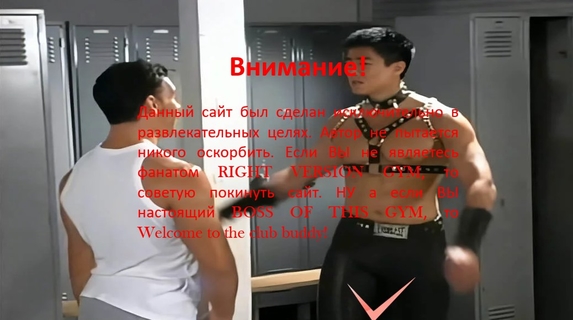 Внимание!
Данный сайт был сделан исключительно в
развлекательных целях. Автор не пытается
никого оскорбить. Если Вы не являетесь
фанатом RIGHT VERSION GYM, то
советую покинуть сайт. НУ а если ВЫ
настоящий BOSS OF THIS GYM, то
Welcome to the club buddy!